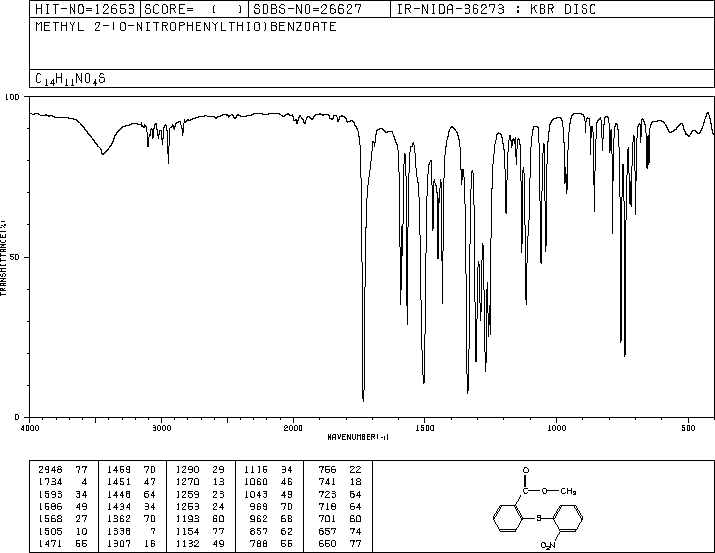 HIT-NO=12653 SCORE= ( ) SDBS-NO=26627 IR-NIDA-36273 : KBR DISC
METHYL 2-(O-NITROPHENYLTHIO)BENZOATE
C14H11NO4S
100
50
0
TRANSMITTANCE(%)
4000 3000 2000 1500 1000 500
WAVENUMBER(-1)
2948 77 1469 70 1290 29 1116 34 756 22
1734 4 1451 47 1270 13 1060 46 741 18
1593 34 1448 64 1259 23 1043 49 723 64
1586 49 1434 34 1253 24 969 70 718 64
1568 27 1362 70 1193 60 962 68 701 60
1505 10 1338 7 1154 77 857 62 657 74
1471 66 1307 16 1132 49 788 55 650 77
O
C-O-CH3
S
O2N